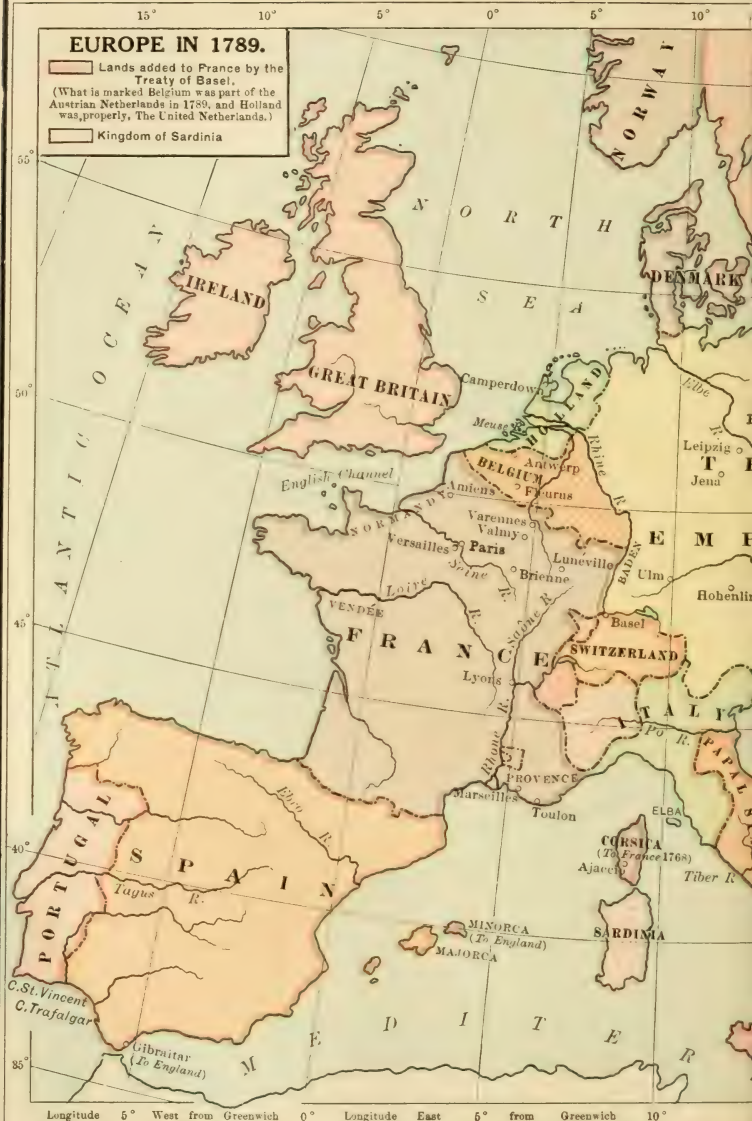 15° 10° 5° 0° 5° 10°
EUROPE IN 1789.
Lands added to France by the
Treaty of Basel.
(What is marked Belgium was part of the
Austrian Netherlands in 1789, and Holland
was, properly, The United Netherlands.)
Kingdom of Sardinia
NORWAY
55°
NORTH
SEA
DENMARK
IRELAND
ATLANTIC OCEAN
GREAT BRITAIN
Camperdown
HOLLAND
Elbe
R.
50°
Meuse
Rhine R.
Leipzig
T
Jena
English Channel
BELGIUM
Antwerp
Amiens
Fleurus
NORMANDY
Varennes
Valmy
EMP
Versailles
Paris
Lunéville
BADEN
Ulm
Seine R.
Brienne
Hohenlin
Loire R.
Saône R.
VENDÉE
Basel
FRANCE
SWITZERLAND
45°
Lyons
ITALY
Po R.
PAPAL S
Rhone R.
PROVENCE
Marseilles
Toulon
Ebro R.
ELBA
CORSICA
(To France 1768)
Ajaccio
Tiber R
40°
PORTUGAL
SPAIN
Tagus R.
MINORCA
(To England)
MAJORCA
SARDINIA
C.St.Vincent
C.Trafalgar
Gibraltar
(To England)
MEDITER
35°
Longitude 5° West from Greenwich 0° Longitude East 5° from Greenwich 10°